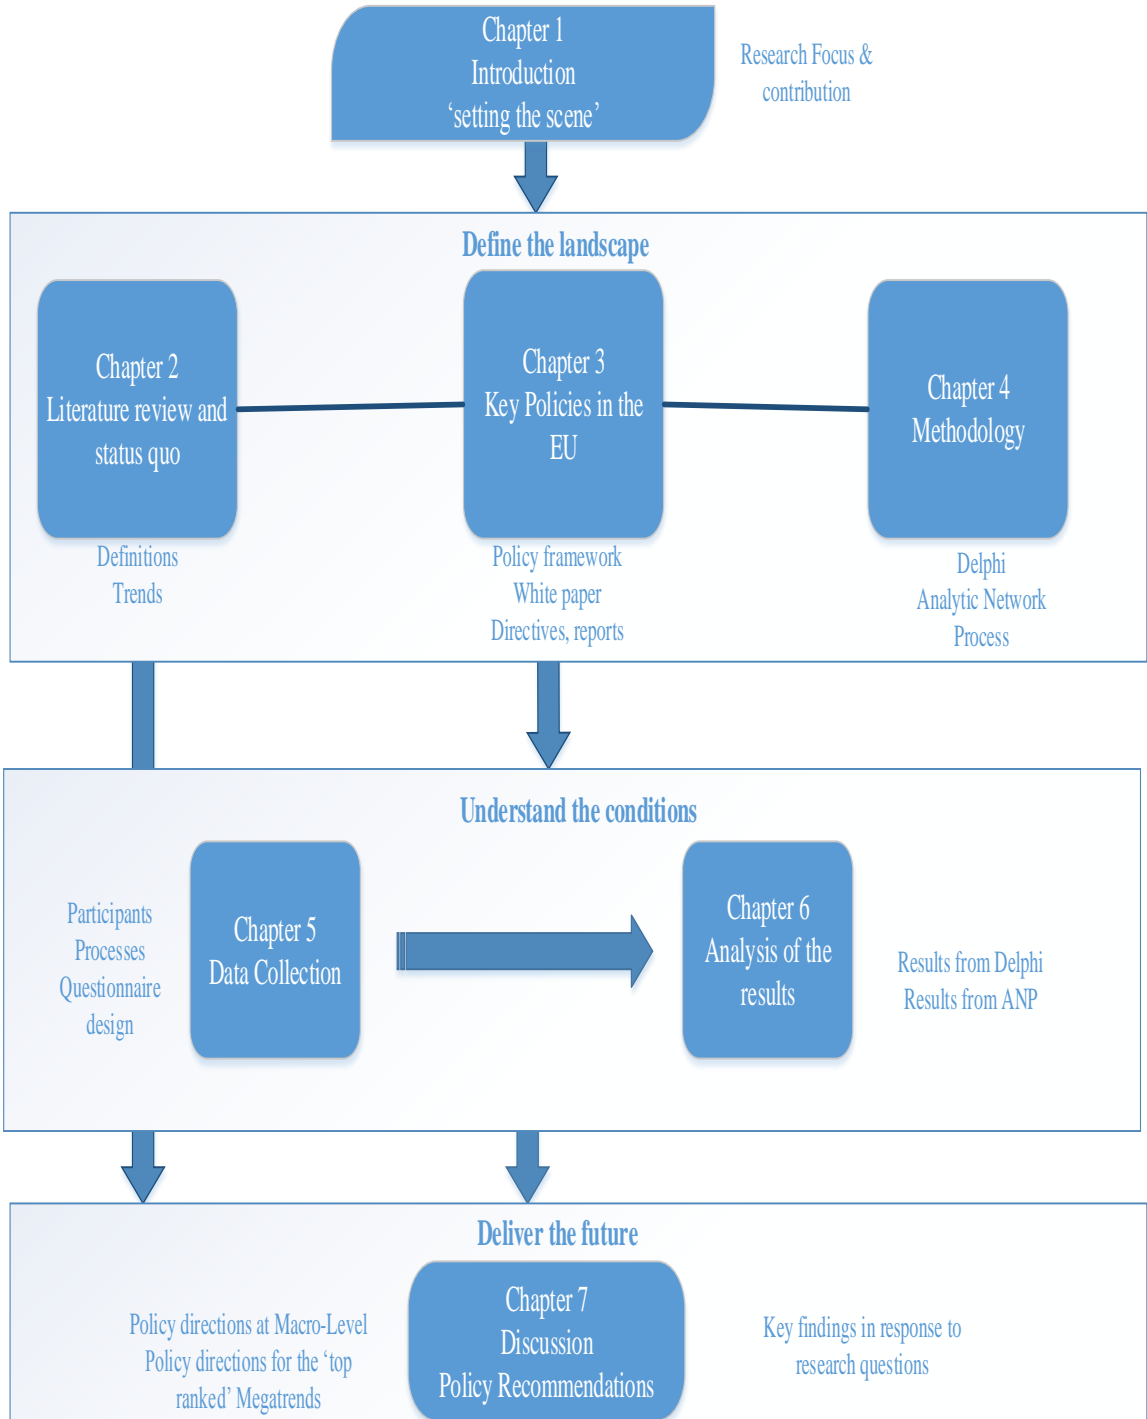 Chapter 1
Introduction
‘setting the scene’
Research Focus &
contribution
Define the landscape
Chapter 2
Literature review and
status quo
Definitions
Trends
Chapter 3
Key Policies in the
EU
Policy framework
White paper
Directives, reports
Chapter 4
Methodology
Delphi
Analytic Network
Process
Understand the conditions
Participants
Processes
Questionnaire
design
Chapter 5
Data Collection
Chapter 6
Analysis of the
results
Results from Delphi
Results from ANP
Deliver the future
Policy directions at Macro-Level
Policy directions for the ‘top
ranked’ Megatrends
Chapter 7
Discussion
Policy Recommendations
Key findings in response to
research questions